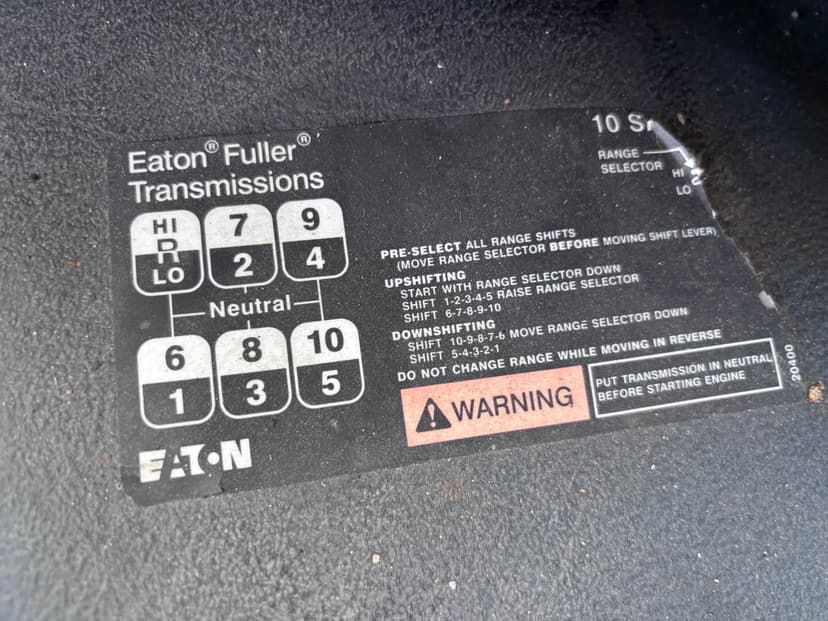 Eaton® Fuller®
Transmissions
10
RANGE
SELECTOR
HI
LO
HI
R
LO
7
2
9
4
Neutral
6
1
8
3
10
5
PRE-SELECT ALL RANGE SHIFTS
(MOVE RANGE SELECTOR BEFORE MOVING SHIFT LEVER)
UPSHIFTING
START WITH RANGE SELECTOR DOWN
SHIFT 1-2-3-4-5 RAISE RANGE SELECTOR
SHIFT 6-7-8-9-10
DOWNSHIFTING
SHIFT 10-9-8-7-6 MOVE RANGE SELECTOR DOWN
SHIFT 5-4-3-2-1
DO NOT CHANGE RANGE WHILE MOVING IN REVERSE
WARNING
PUT TRANSMISSION IN NEUTRAL
BEFORE STARTING ENGINE
20400
EATON